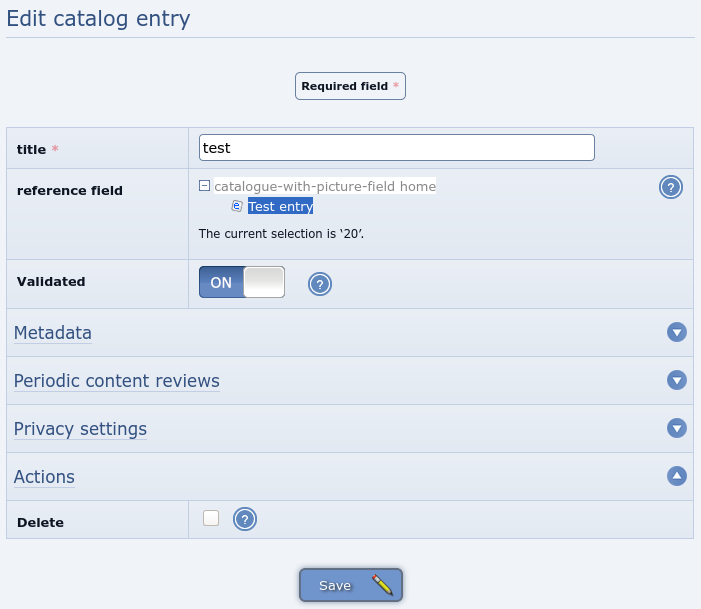 Edit catalog entry
Required field *
title * test
reference field
catalogue-with-picture-field home
Test entry
The current selection is ‘20’.
Validated ON ?
Metadata
Periodic content reviews
Privacy settings
Actions
Delete ?
Save